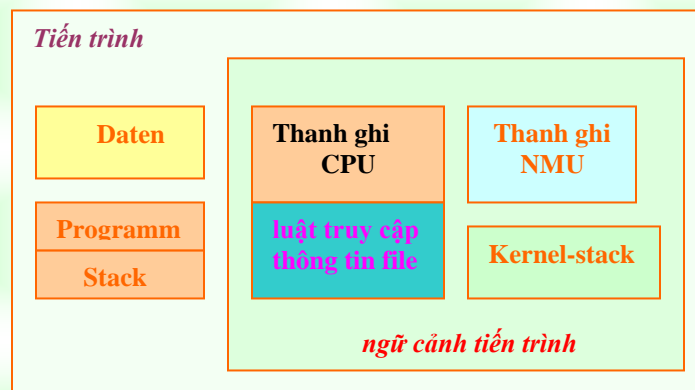 Tiến trình
Daten
Programm
Stack
Thanh ghi
CPU
luật truy cập
thông tin file
Thanh ghi
NMU
Kernel-stack
ngữ cảnh tiến trình